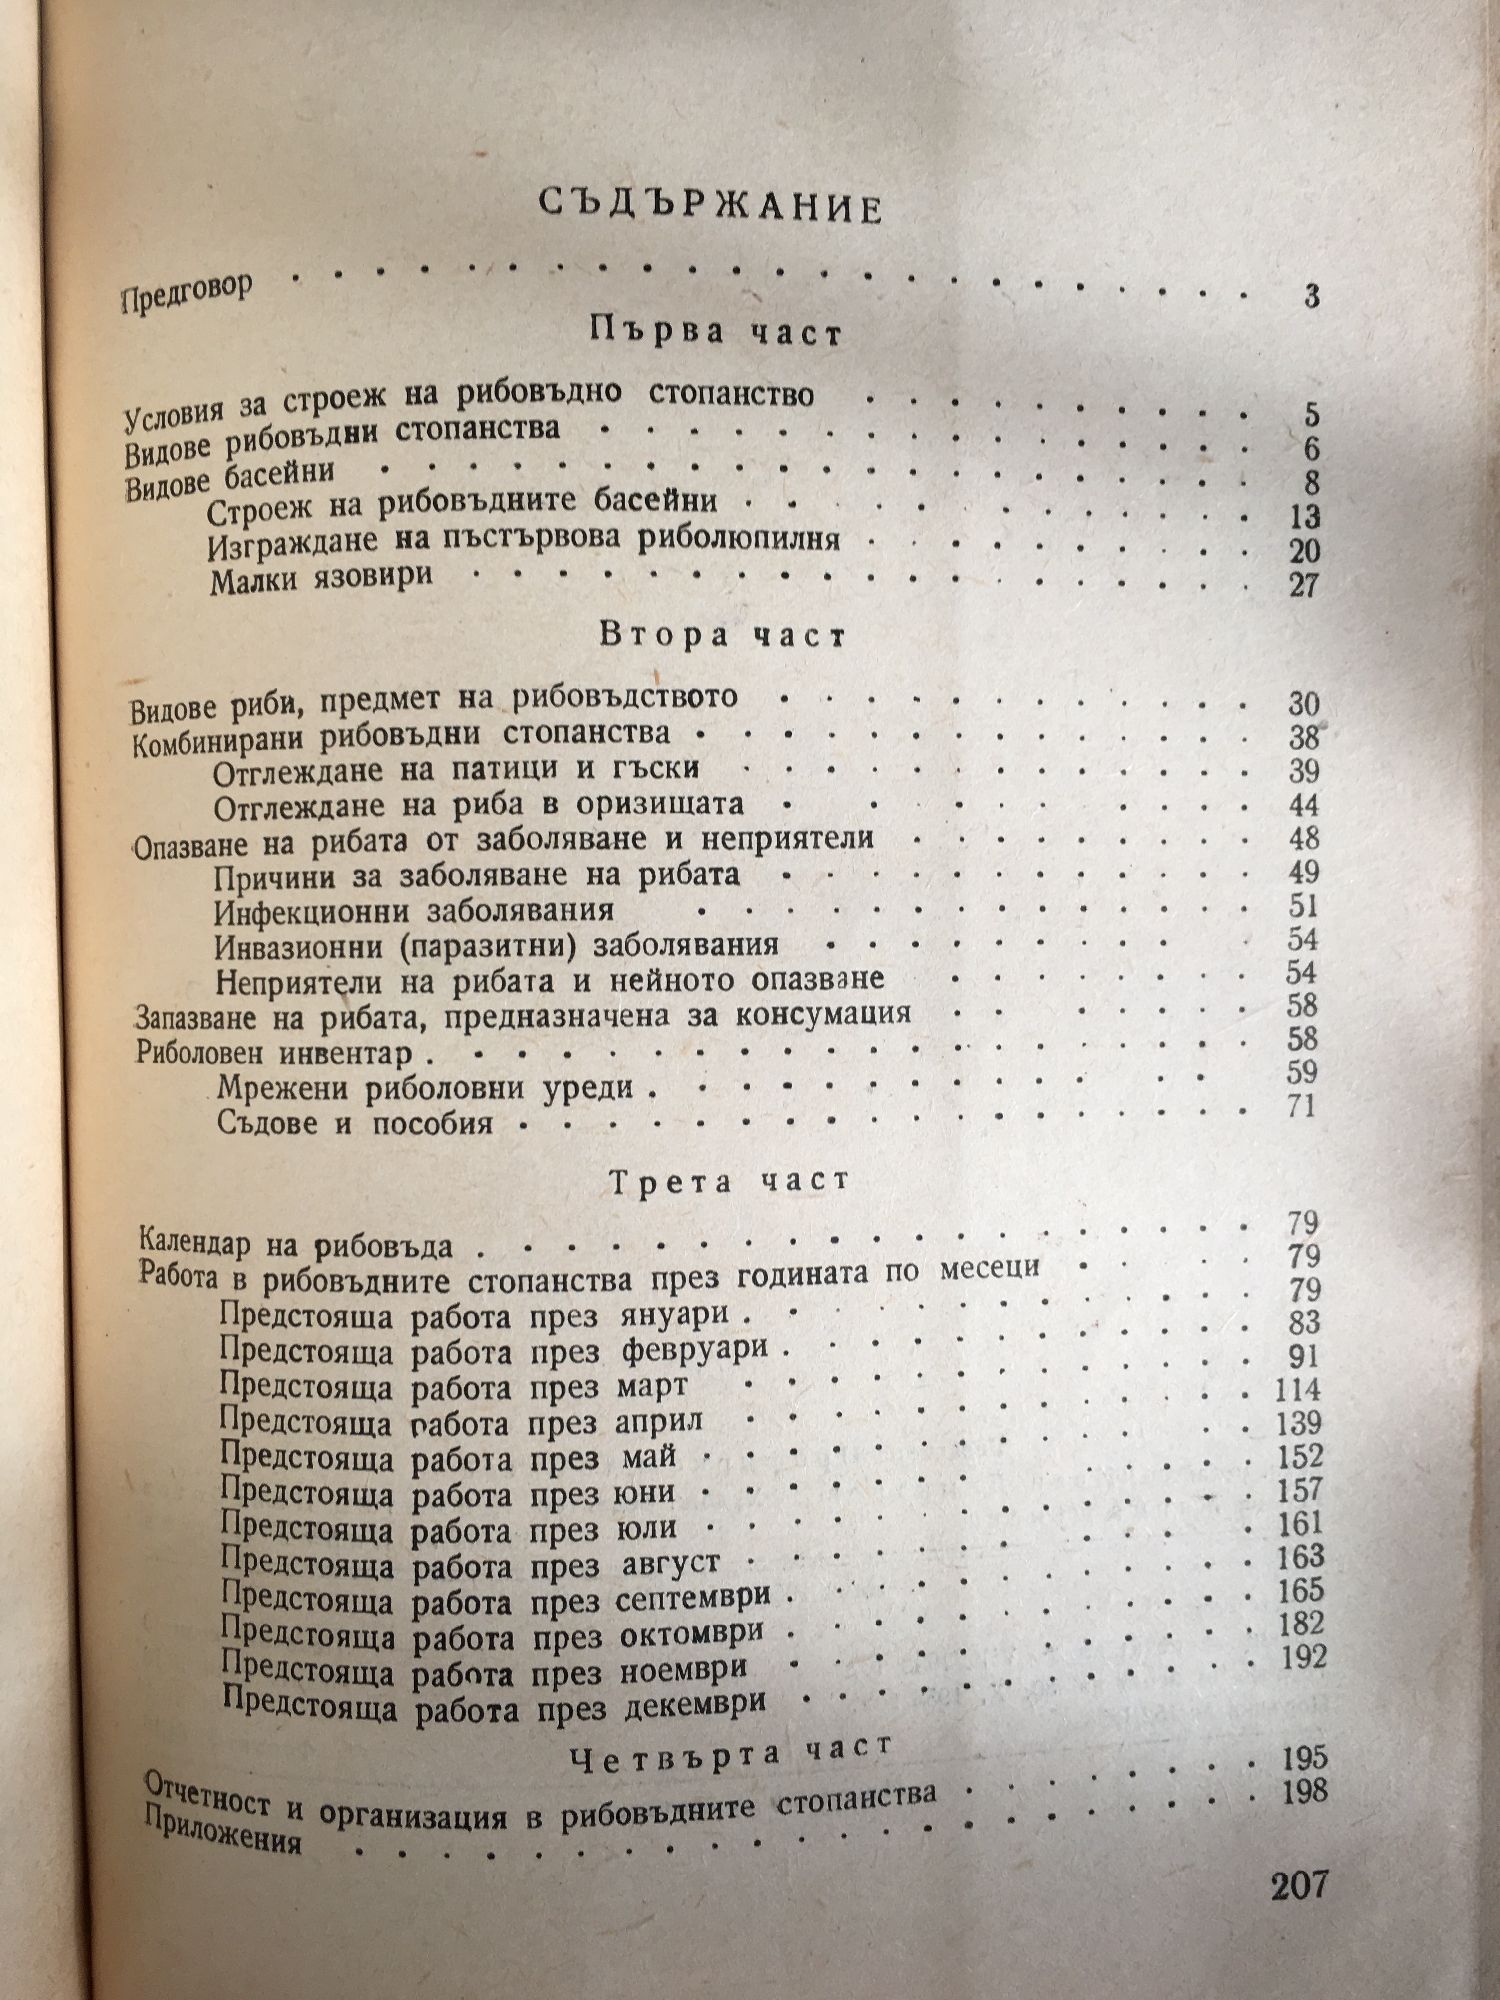 СЪДЪРЖАНИЕ
Предговор . . . . . . . . . . . . . . . . . . . . . . . 3
Първа част
Условия за строеж на рибовъдно стопанство . . . . . . . . . . 5
Видове рибовъдни стопанства . . . . . . . . . . . . . . . 6
Видове басейни . . . . . . . . . . . . . . . . . . . . 8
Строеж на рибовъдните басейни . . . . . . . . . . . . 13
Изграждане на пъстървова риболюпилня . . . . . . . . . . 20
Малки язовири . . . . . . . . . . . . . . . . . . 27
Втора част
Видове риби, предмет на рибовъдството . . . . . . . . . . . 30
Комбинирани рибовъдни стопанства . . . . . . . . . . . . . 38
Отглеждане на патици и гъски . . . . . . . . . . . . 39
Отглеждане на риба в оризищата . . . . . . . . . 44
Опазване на рибата от заболяване и неприятели . . . . . . . . 48
Причини за заболяване на рибата . . . . . . . . . . . 49
Инфекционни заболявания . . . . . . . . . . . . . 51
Инвазионни (паразитни) заболявания . . . . . . . . . . 54
Неприятели на рибата и нейното опазване . . . . . . . . 54
Запазване на рибата, предназначена за консумация . . . . . . . 58
Риболовен инвентар . . . . . . . . . . . . . . . . . . . 58
Мрежени риболовни уреди . . . . . . . . . . . . . 59
Съдове и пособия . . . . . . . . . . . . . . . . . 71
Трета част
Календар на рибовъда . . . . . . . . . . . . . . . . . . 79
Работа в рибовъдните стопанства през годината по месеци . . . . 79
Предстояща работа през януари . . . . . . . . . . . . 79
Предстояща работа през февруари . . . . . . . . . . . 83
Предстояща работа през март . . . . . . . . . . . . 91
Предстояща работа през април . . . . . . . . . . . . 114
Предстояща работа през май . . . . . . . . . . . . 139
Предстояща работа през юни . . . . . . . . . . . . 152
Предстояща работа през юли . . . . . . . . . . . . 157
Предстояща работа през август . . . . . . . . . . . 161
Предстояща работа през септември . . . . . . . . . . . 163
Предстояща работа през октомври . . . . . . . . . . . 165
Предстояща работа през ноември . . . . . . . . . . . 182
Предстояща работа през декември . . . . . . . . . . . 192
Четвърта част
Отчетност и организация в рибовъдните стопанства . . . . . . . 195
Приложения . . . . . . . . . . . . . . . . . . . . . 198
207